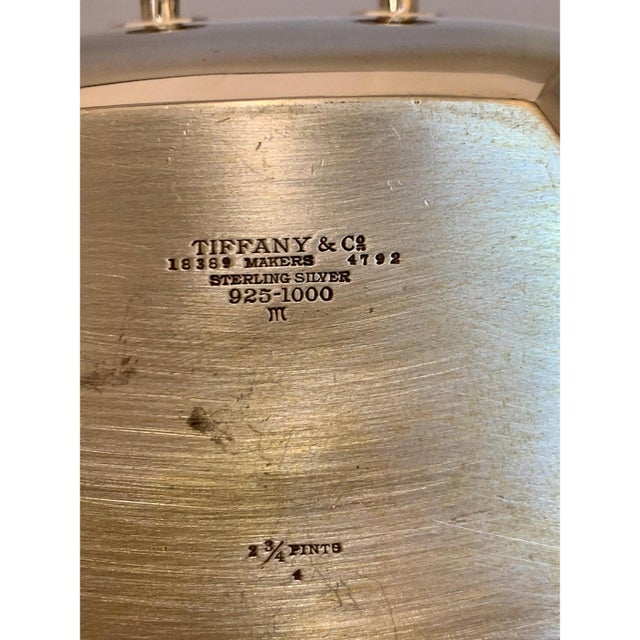 TIFFANY & Cº
18389 MAKERS 4792
STERLING SILVER
925-1000
m
2 3/4 PINTS
4